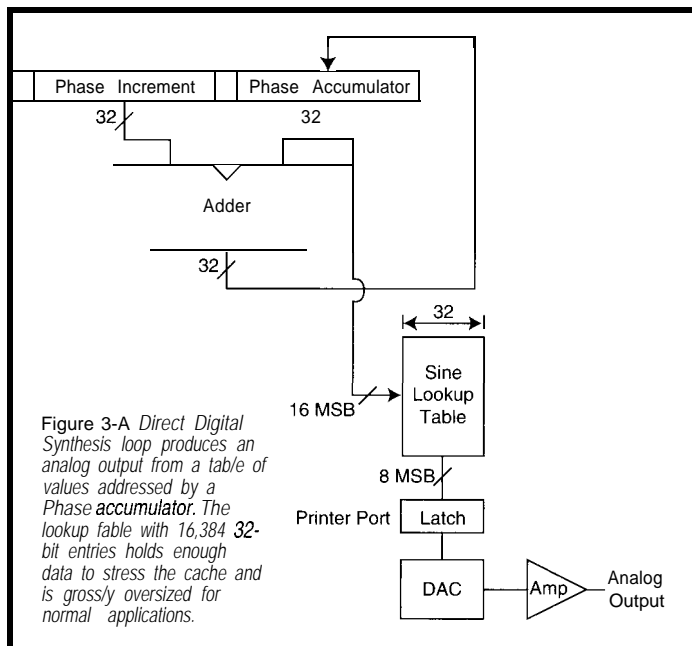 Phase Increment
Phase Accumulator
32
32
Adder
32
32
Sine
Lookup
Table
16 MSB
8 MSB
Printer Port
Latch
DAC
Amp
Analog
Output
Figure 3-A Direct Digital
Synthesis loop produces an
analog output from a tab/e of
values addressed by a
Phase accumulator. The
lookup fable with 16,384 32-
bit entries holds enough
data to stress the cache and
is gross/y oversized for
normal applications.